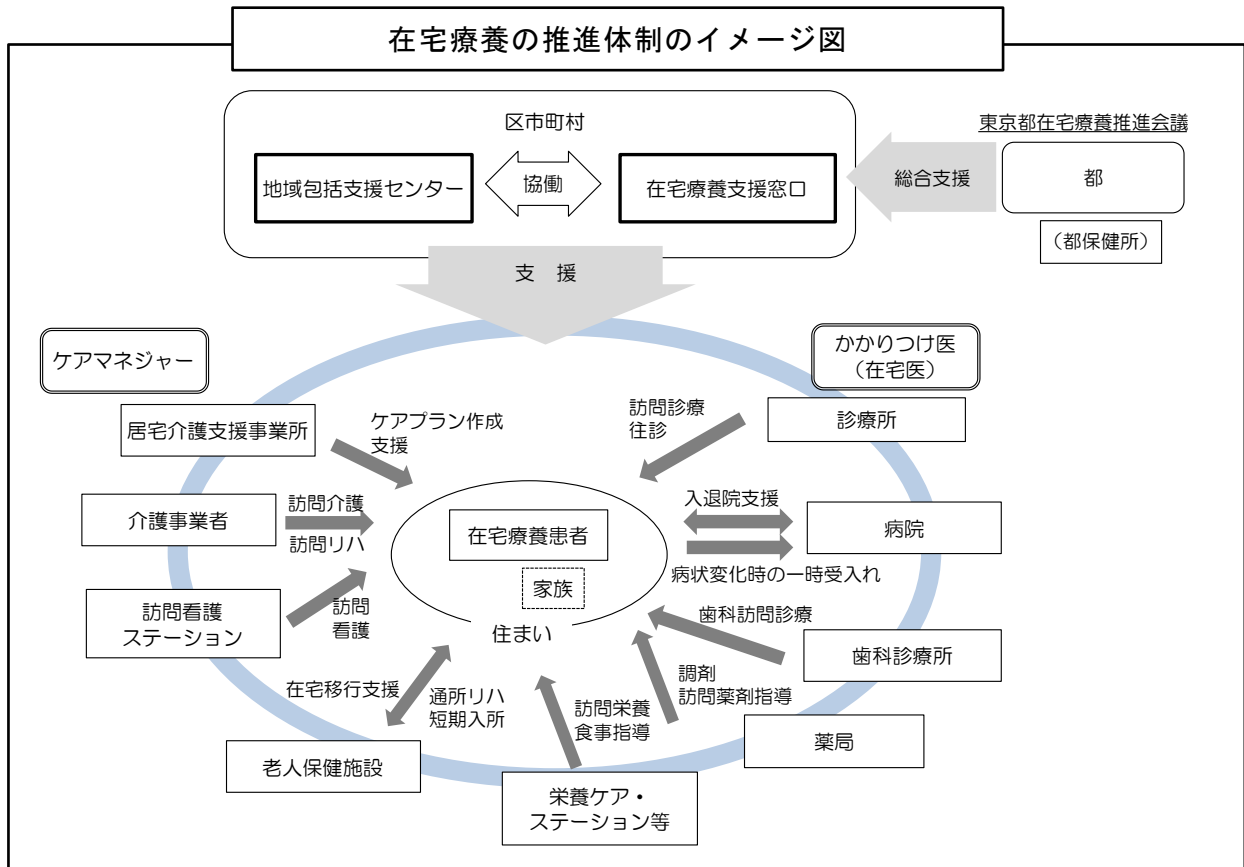 在宅療養の推進体制のイメージ図
区市町村
地域包括支援センター
協働
在宅療養支援窓口
総合支援
東京都在宅療養推進会議
都
（都保健所）
支　援
ケアマネジャー
かかりつけ医
（在宅医）
居宅介護支援事業所
ケアプラン作成
支援
訪問診療
往診
診療所
介護事業者
訪問介護
訪問リハ
在宅療養患者
家族
住まい
入退院支援
病院
病状変化時の一時受入れ
訪問看護
ステーション
訪問
看護
歯科訪問診療
歯科診療所
在宅移行支援
通所リハ
短期入所
老人保健施設
訪問栄養
食事指導
栄養ケア・
ステーション等
調剤
訪問薬剤指導
薬局